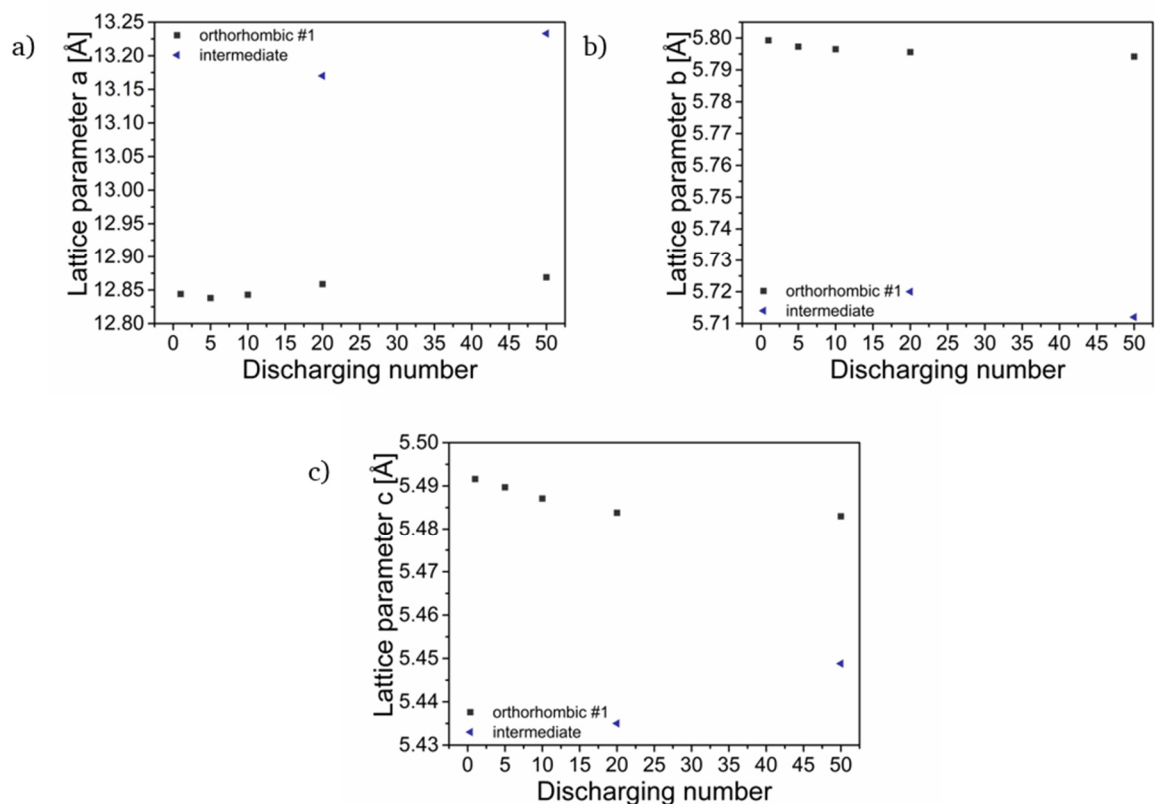 a)
Lattice parameter a [Å]
13.25
13.20
13.15
13.10
13.05
13.00
12.95
12.90
12.85
12.80
orthorhombic #1
intermediate
0 5 10 15 20 25 30 35 40 45 50
Discharging number
b)
Lattice parameter b [Å]
5.80
5.79
5.78
5.77
5.76
5.75
5.74
5.73
5.72
5.71
orthorhombic #1
intermediate
0 5 10 15 20 25 30 35 40 45 50
Discharging number
c)
Lattice parameter c [Å]
5.50
5.49
5.48
5.47
5.46
5.45
5.44
5.43
orthorhombic #1
intermediate
0 5 10 15 20 25 30 35 40 45 50
Discharging number